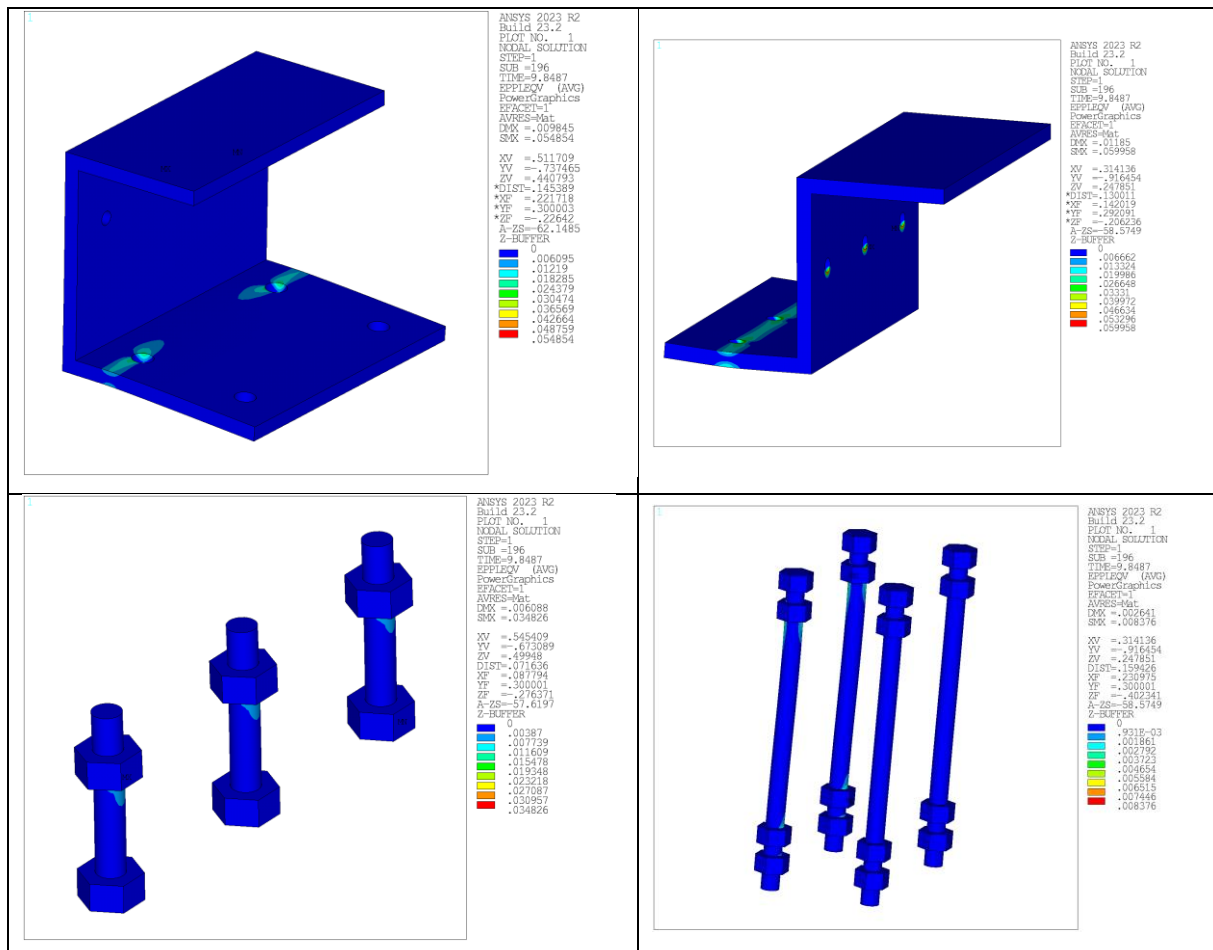 1
ANSYS 2023 R2
Build 23.2
PLOT NO. 1
NODAL SOLUTION
STEP=1
SUB =196
TIME=9.8487
EPPLEQV (AVG)
PowerGraphics
EFACET=1
AVRES=Mat
DMX =.009845
SMX =.054854
XV =.511709
YV =-.737465
ZV =.440793
*DIST=.145389
*XF =.221718
*YF =.300003
*ZF =-.22642
A-ZS=-62.1485
Z-BUFFER
0
.006095
.01219
.018285
.024379
.030474
.036569
.042664
.048759
.054854
1
ANSYS 2023 R2
Build 23.2
PLOT NO. 1
NODAL SOLUTION
STEP=1
SUB =196
TIME=9.8487
EPPLEQV (AVG)
PowerGraphics
EFACET=1
AVRES=Mat
DMX =.01185
SMX =.059958
XV =.314136
YV =-.916454
ZV =.247851
*DIST=.130011
*XF =.142019
*YF =.292091
*ZF =-.206236
A-ZS=-58.5749
Z-BUFFER
0
.006662
.013324
.019986
.026648
.03331
.039972
.046634
.053296
.059958
1
ANSYS 2023 R2
Build 23.2
PLOT NO. 1
NODAL SOLUTION
STEP=1
SUB =196
TIME=9.8487
EPPLEQV (AVG)
PowerGraphics
EFACET=1
AVRES=Mat
DMX =.006088
SMX =.034826
XV =.545409
YV =-.673089
ZV =.49948
DIST=.071636
XF =.087794
YF =.300001
ZF =-.276371
A-ZS=-57.6197
Z-BUFFER
0
.00387
.007739
.011609
.015478
.019348
.023218
.027087
.030957
.034826
1
ANSYS 2023 R2
Build 23.2
PLOT NO. 1
NODAL SOLUTION
STEP=1
SUB =196
TIME=9.8487
EPPLEQV (AVG)
PowerGraphics
EFACET=1
AVRES=Mat
DMX =.002641
SMX =.008376
XV =.314136
YV =-.916454
ZV =.247851
DIST=.159426
XF =.230975
YF =.300001
ZF =-.402341
A-ZS=-58.5749
Z-BUFFER
0
.931E-03
.001861
.002792
.003723
.004654
.005584
.006515
.007446
.008376